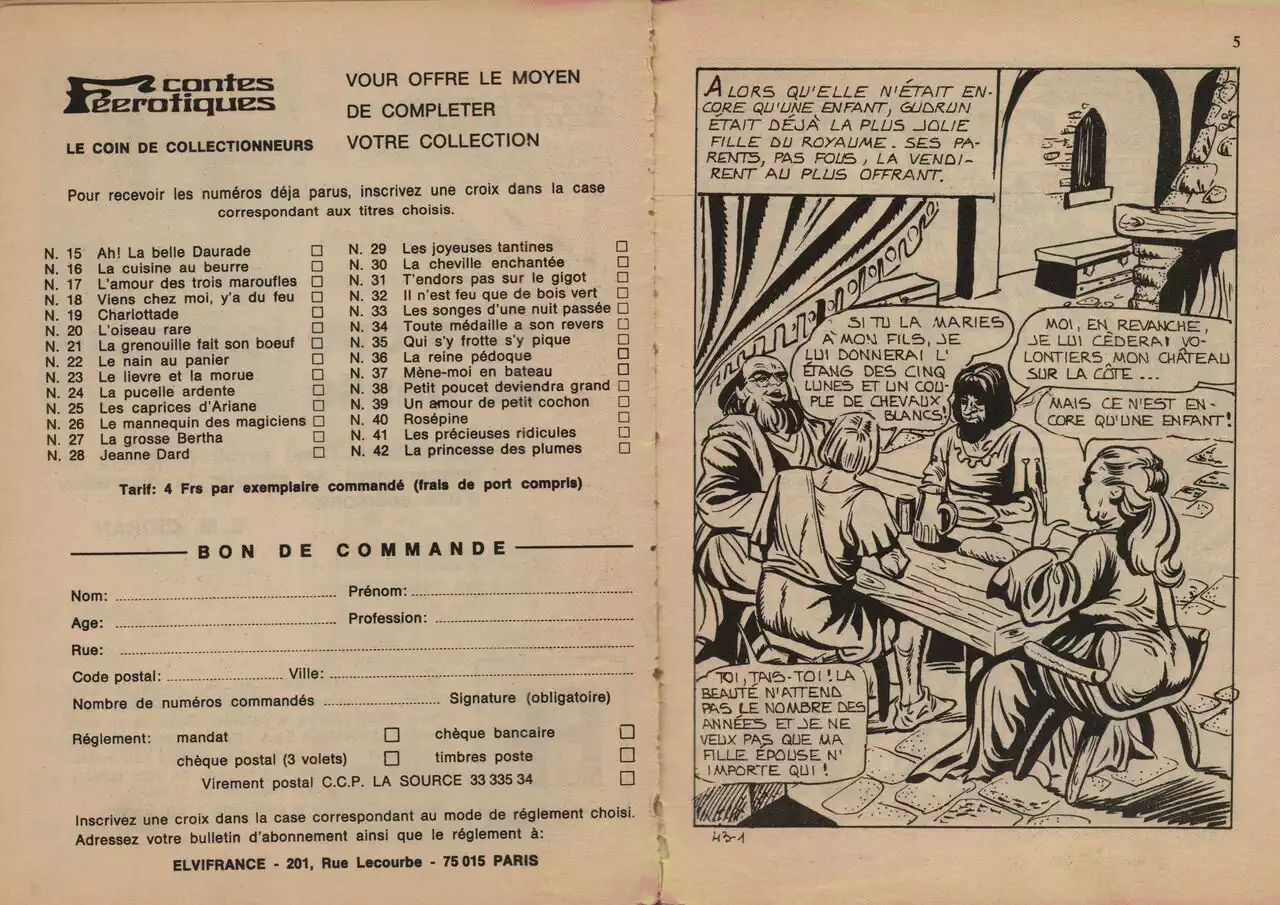 contes
Féerotiques
LE COIN DE COLLECTIONNEURS
VOUR OFFRE LE MOYEN
DE COMPLETER
VOTRE COLLECTION
Pour recevoir les numéros déja parus, inscrivez une croix dans la case
correspondant aux titres choisis.
N. 15 Ah! La belle Daurade
N. 16 La cuisine au beurre
N. 17 L'amour des trois maroufles
N. 18 Viens chez moi, y'a du feu
N. 19 Charlottade
N. 20 L'oiseau rare
N. 21 La grenouille fait son boeuf
N. 22 Le nain au panier
N. 23 Le lievre et la morue
N. 24 La pucelle ardente
N. 25 Les caprices d'Ariane
N. 26 Le mannequin des magiciens
N. 27 La grosse Bertha
N. 28 Jeanne Dard
N. 29 Les joyeuses tantines
N. 30 La cheville enchantée
N. 31 T'endors pas sur le gigot
N. 32 Il n'est feu que de bois vert
N. 33 Les songes d'une nuit passée
N. 34 Toute médaille a son revers
N. 35 Qui s'y frotte s'y pique
N. 36 La reine pédoque
N. 37 Mène-moi en bateau
N. 38 Petit poucet deviendra grand
N. 39 Un amour de petit cochon
N. 40 Rosépine
N. 41 Les précieuses ridicules
N. 42 La princesse des plumes
Tarif: 4 Frs par exemplaire commandé (frais de port compris)
BON DE COMMANDE
Nom: Prénom:
Age: Profession:
Rue:
Code postal: Ville:
Nombre de numéros commandés Signature (obligatoire)
Réglement: mandat chèque bancaire
chèque postal (3 volets) timbres poste
Virement postal C.C.P. LA SOURCE 33 335 34
Inscrivez une croix dans la case correspondant au mode de réglement choisi.
Adressez votre bulletin d'abonnement ainsi que le réglement à:
ELVIFRANCE - 201, Rue Lecourbe - 75 015 PARIS
5
ALORS QU'ELLE N'ÉTAIT EN-
CORE QU'UNE ENFANT, GUDRUN
ÉTAIT DÉJÀ LA PLUS JOLIE
FILLE DU ROYAUME. SES PA-
RENTS, PAS FOUS, LA VENDI-
RENT AU PLUS OFFRANT.
SI TU LA MARIES
À MON FILS, JE
LUI DONNERAI L'
ÉTANG DES CINQ
LUNES ET UN COU-
PLE DE CHEVAUX
BLANCS!
MOI, EN REVANCHE,
JE LUI CÈDERAI VO-
LONTIERS MON CHÂTEAU
SUR LA CÔTE ...
MAIS CE N'EST EN-
CORE QU'UNE ENFANT!
TOI, TAIS-TOI! LA
BEAUTÉ N'ATTEND
PAS LE NOMBRE DES
ANNÉES ET JE NE
VEUX PAS QUE MA
FILLE ÉPOUSE N'
IMPORTE QUI!
43-1